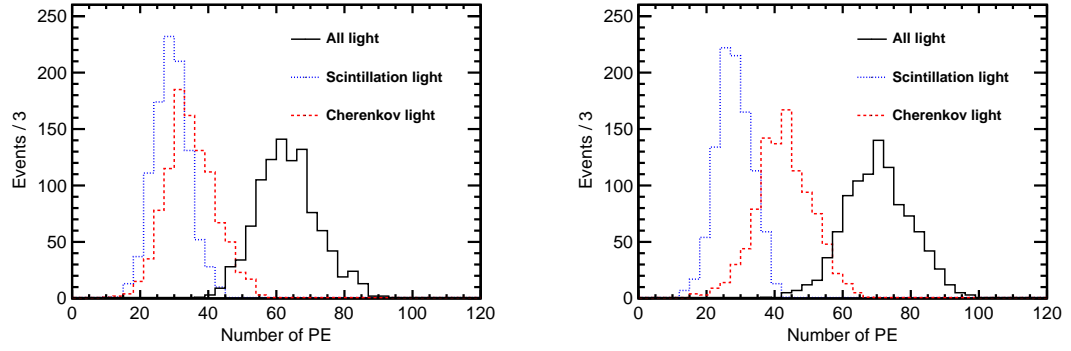 250
200
150
100
50
0
Events / 3
All light
Scintillation light
Cherenkov light
0 20 40 60 80 100 120
Number of PE
250
200
150
100
50
0
Events / 3
All light
Scintillation light
Cherenkov light
0 20 40 60 80 100 120
Number of PE